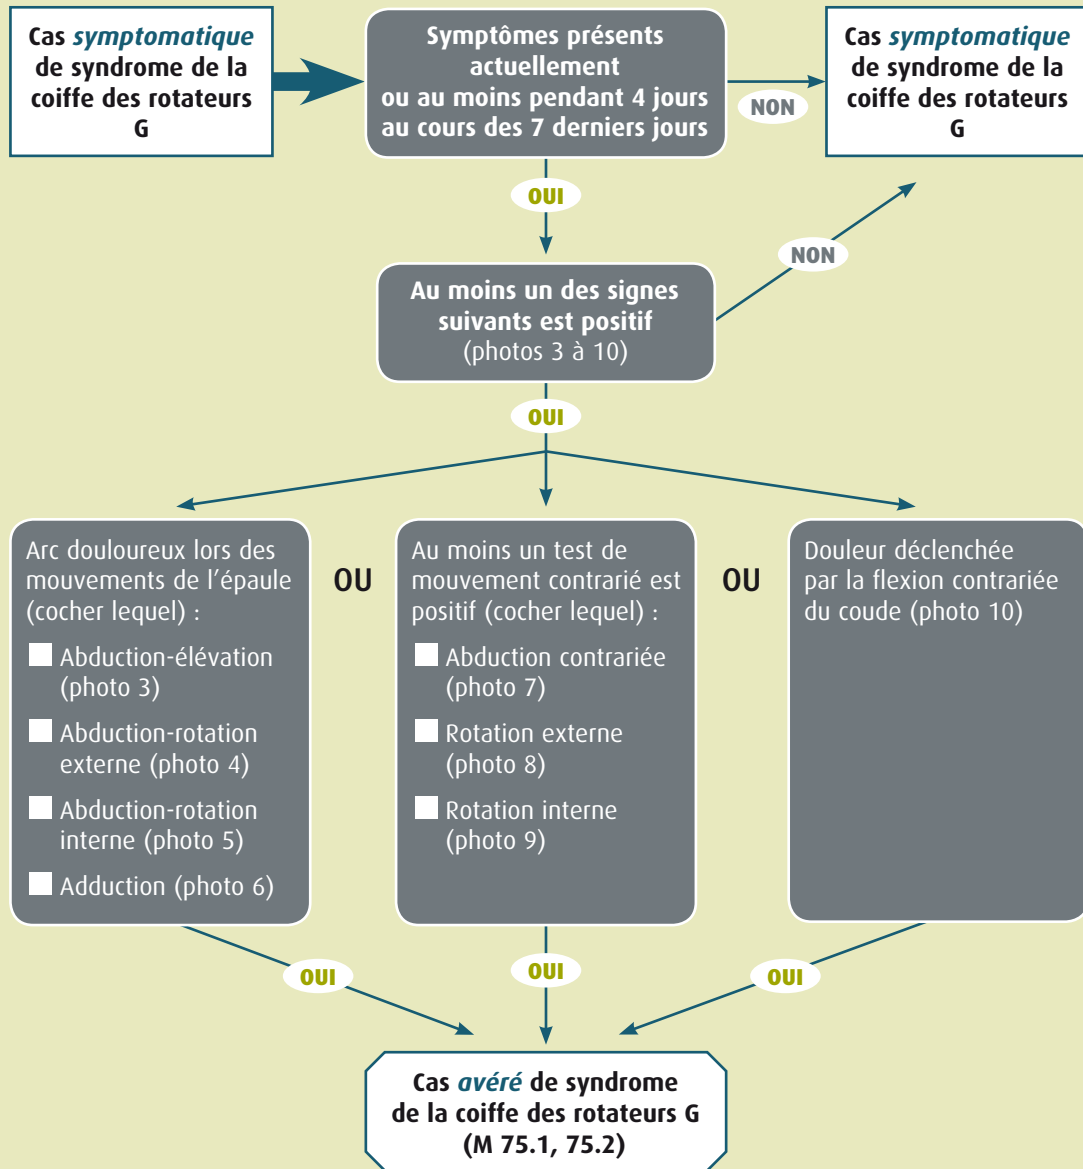 Cas symptomatique
de syndrome de la
coiffe des rotateurs
G
Symptômes présents
actuellement
ou au moins pendant 4 jours
au cours des 7 derniers jours
NON
Cas symptomatique
de syndrome de la
coiffe des rotateurs
G
OUI
NON
Au moins un des signes
suivants est positif
(photos 3 à 10)
OUI
Arc douloureux lors des
mouvements de l'épaule
(cocher lequel) :
Abduction-élévation
(photo 3)
Abduction-rotation
externe (photo 4)
Abduction-rotation
interne (photo 5)
Adduction (photo 6)
OU
Au moins un test de
mouvement contrarié est
positif (cocher lequel) :
Abduction contrariée
(photo 7)
Rotation externe
(photo 8)
Rotation interne
(photo 9)
OU
Douleur déclenchée
par la flexion contrariée
du coude (photo 10)
OUI
OUI
OUI
Cas avéré de syndrome
de la coiffe des rotateurs G
(M 75.1, 75.2)